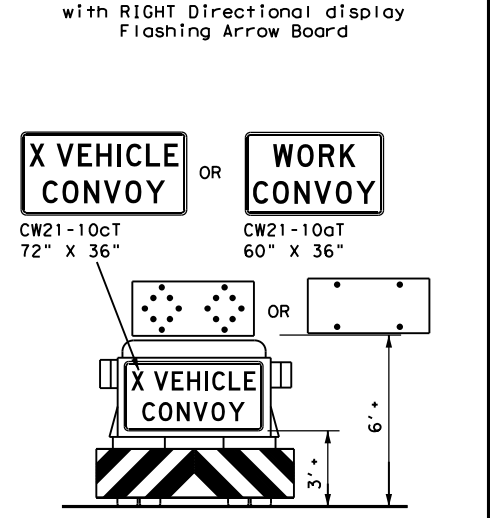 with RIGHT Directional display
Flashing Arrow Board
X VEHICLE
CONVOY
OR
WORK
CONVOY
CW21-10cT
72" X 36"
CW21-10aT
60" X 36"
OR
X VEHICLE
CONVOY
6' +
3' +